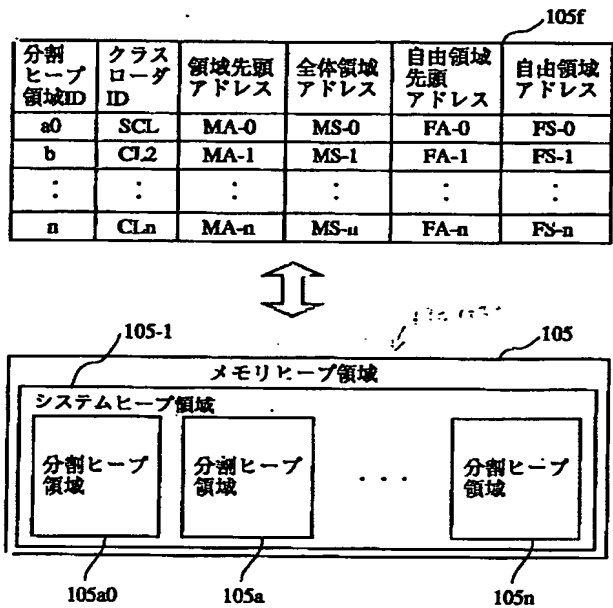 105f
分割ヒープ領域ID クラスローダID 領域先頭アドレス 全体領域アドレス 自由領域先頭アドレス 自由領域アドレス
a0 SCL MA-0 MS-0 FA-0 FS-0
b CL2 MA-1 MS-1 FA-1 FS-1
: : : : : :
n CLn MA-n MS-n FA-n FS-n
105-1 105
メモリヒープ領域
システムヒープ領域
分割ヒープ領域 分割ヒープ領域 ... 分割ヒープ領域
105a0 105a 105n